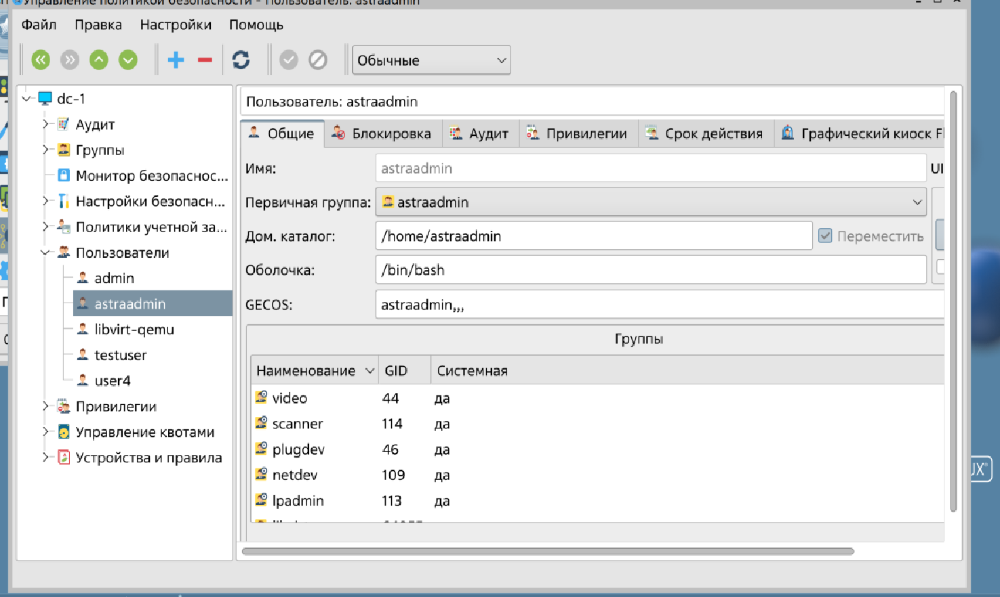 Управление политикой безопасности - Пользователь: astraadmin
Файл Правка Настройки Помощь
Обычные
dc-1
Аудит
Группы
Монитор безопаснос...
Настройки безопасн...
Политики учетной за...
Пользователи
admin
astraadmin
libvirt-qemu
testuser
user4
Привилегии
Управление квотами
Устройства и правила
Пользователь: astraadmin
Общие Блокировка Аудит Привилегии Срок действия Графический киоск Fl
Имя: astraadmin UI
Первичная группа: astraadmin
Дом. каталог: /home/astraadmin Переместить
Оболочка: /bin/bash
GECOS: astraadmin,,,
Группы
Наименование GID Системная
video 44 да
scanner 114 да
plugdev 46 да
netdev 109 да
lpadmin 113 да
UX